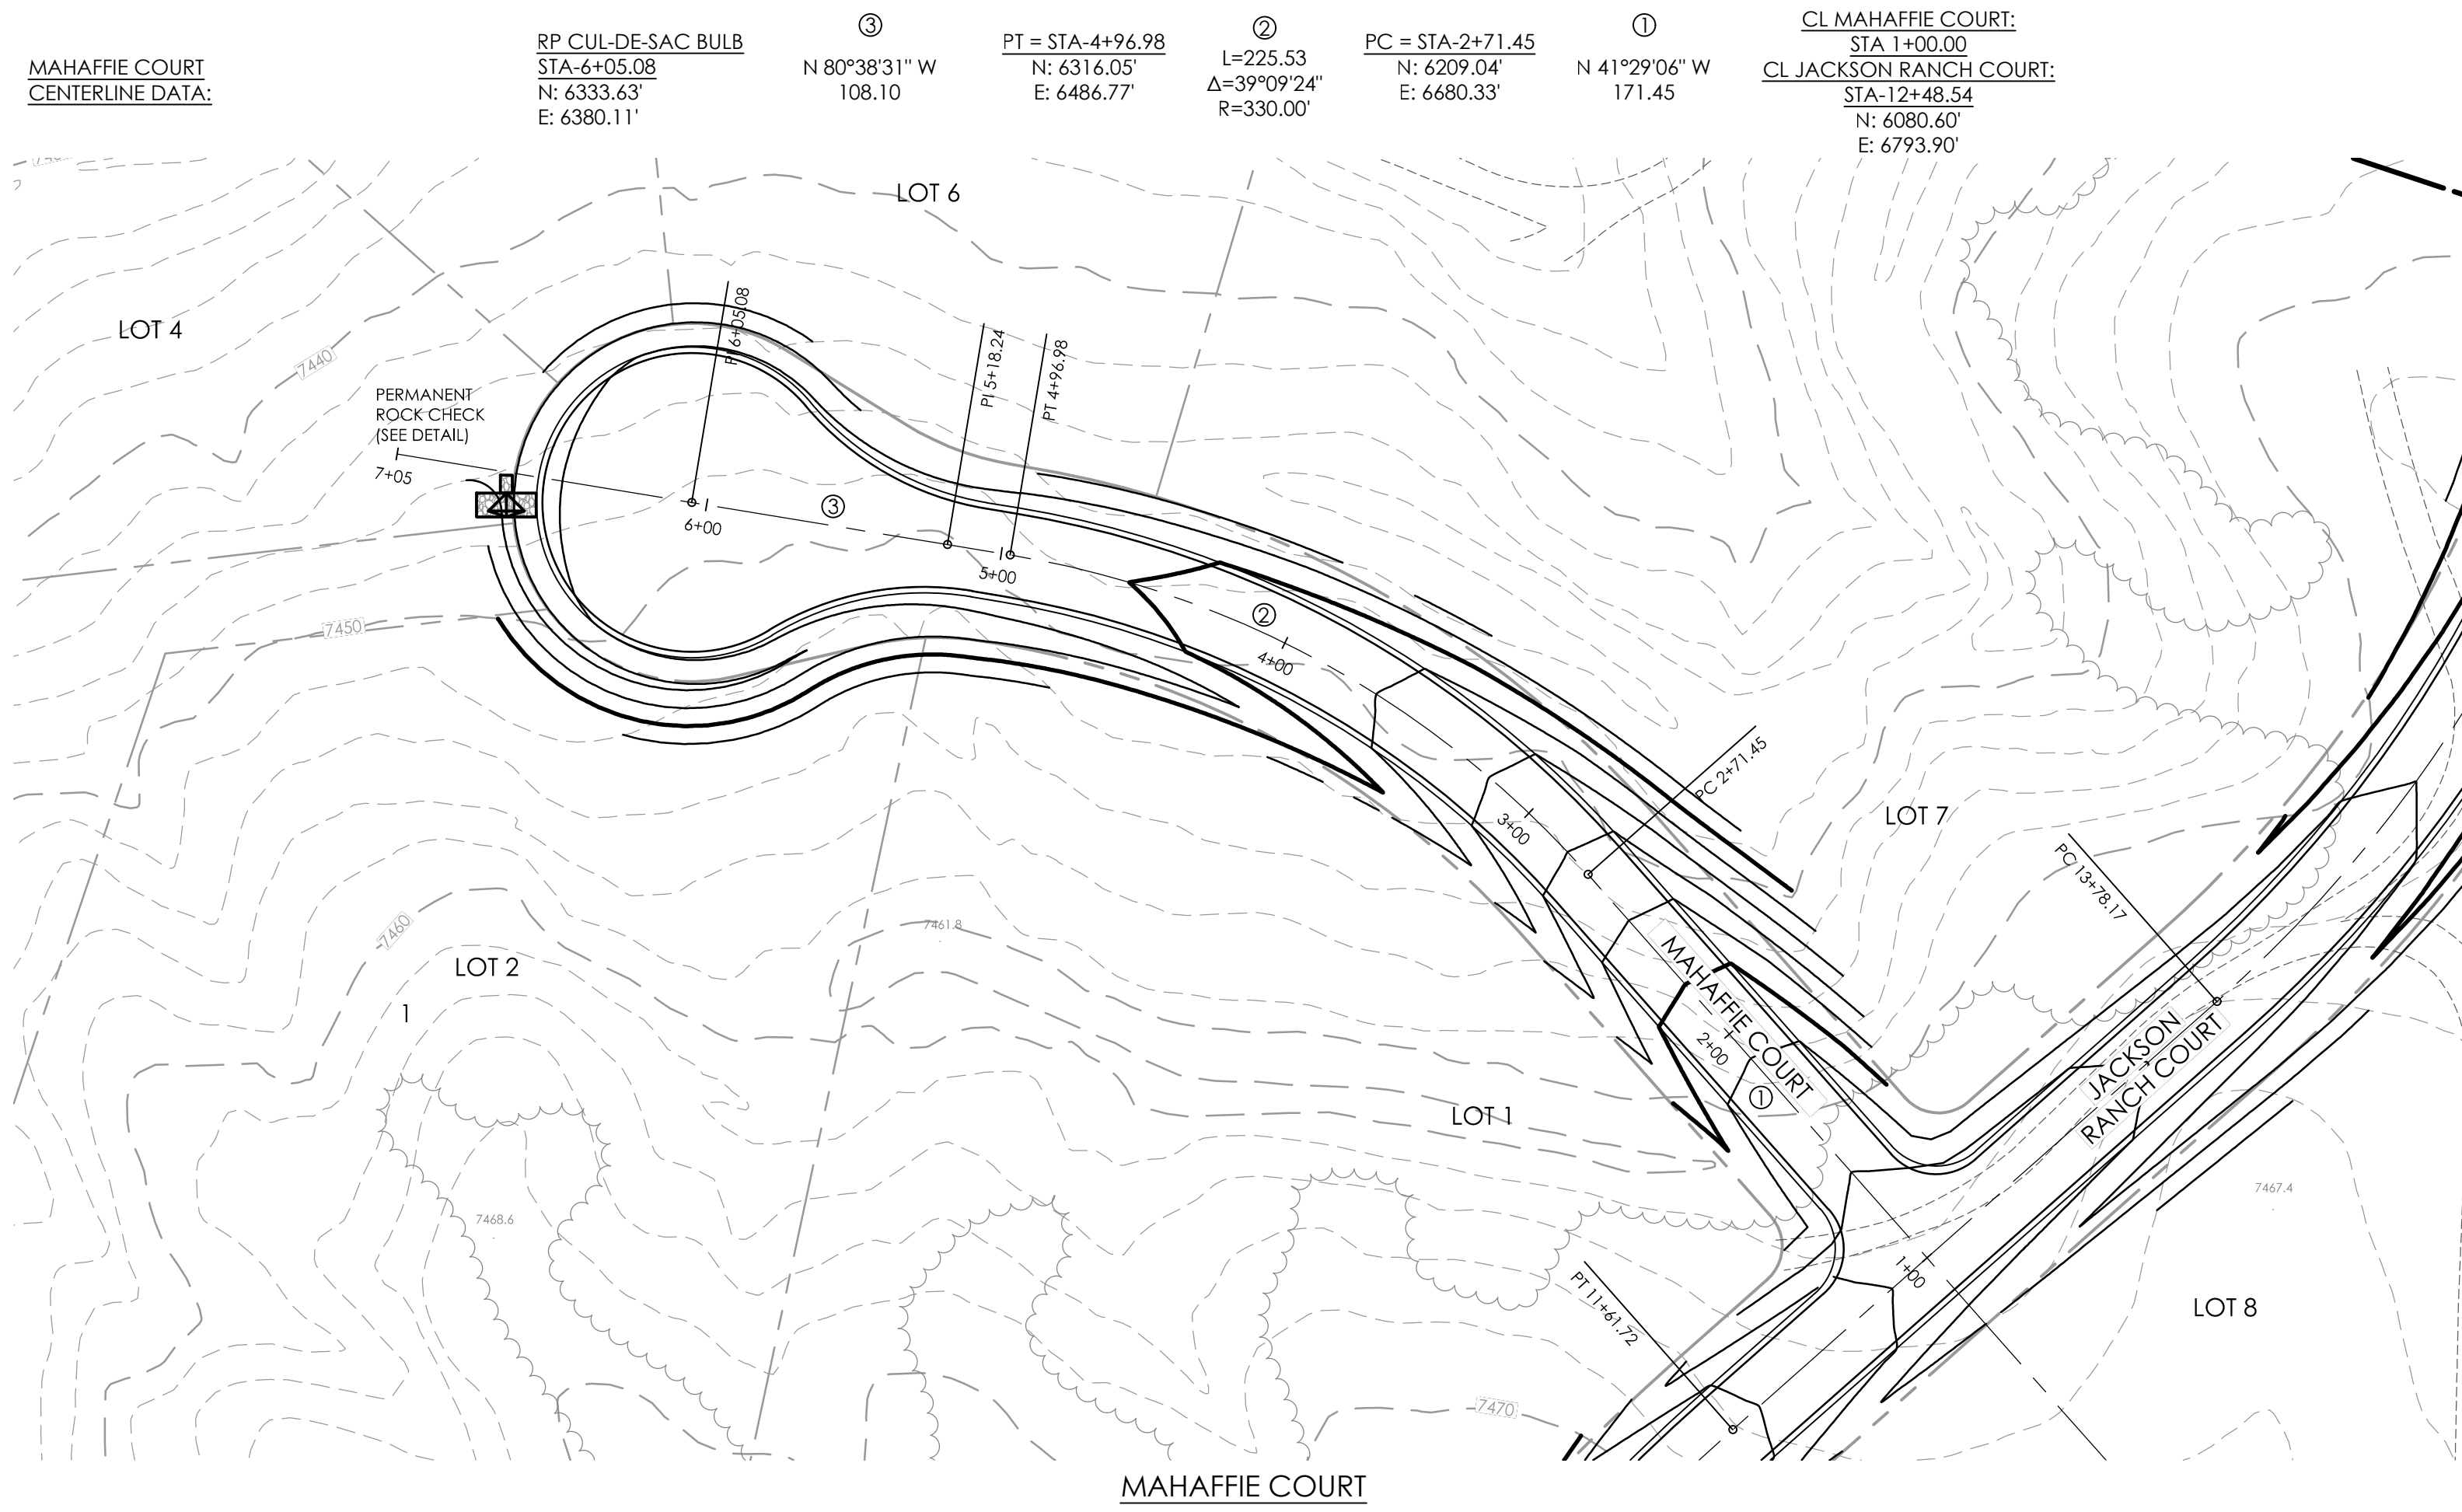 MAHAFFIE COURT
CENTERLINE DATA:
RP CUL-DE-SAC BULB
STA-6+05.08
N: 6333.63'
E: 6380.11'
③
N 80°38'31" W
108.10
PT = STA-4+96.98
N: 6316.05'
E: 6486.77'
②
L=225.53
Δ=39°09'24"
R=330.00'
PC = STA-2+71.45
N: 6209.04'
E: 6680.33'
①
N 41°29'06" W
171.45
CL MAHAFFIE COURT:
STA 1+00.00
CL JACKSON RANCH COURT:
STA-12+48.54
N: 6080.60'
E: 6793.90'
LOT 6
LOT 4
7440
PI 6+05.08
PI 5+18.24
PT 4+96.98
PERMANENT
ROCK CHECK
(SEE DETAIL)
7+05
6+00
③
5+00
②
4+00
7450
PC 2+71.45
3+00
LOT 7
PC 13+78.17
7460
7461.8
LOT 2
1
MAHAFFIE COURT
2+00
①
JACKSON
RANCH COURT
LOT 1
7468.6
7467.4
1+00
PT 11+61.72
LOT 8
7470
MAHAFFIE COURT